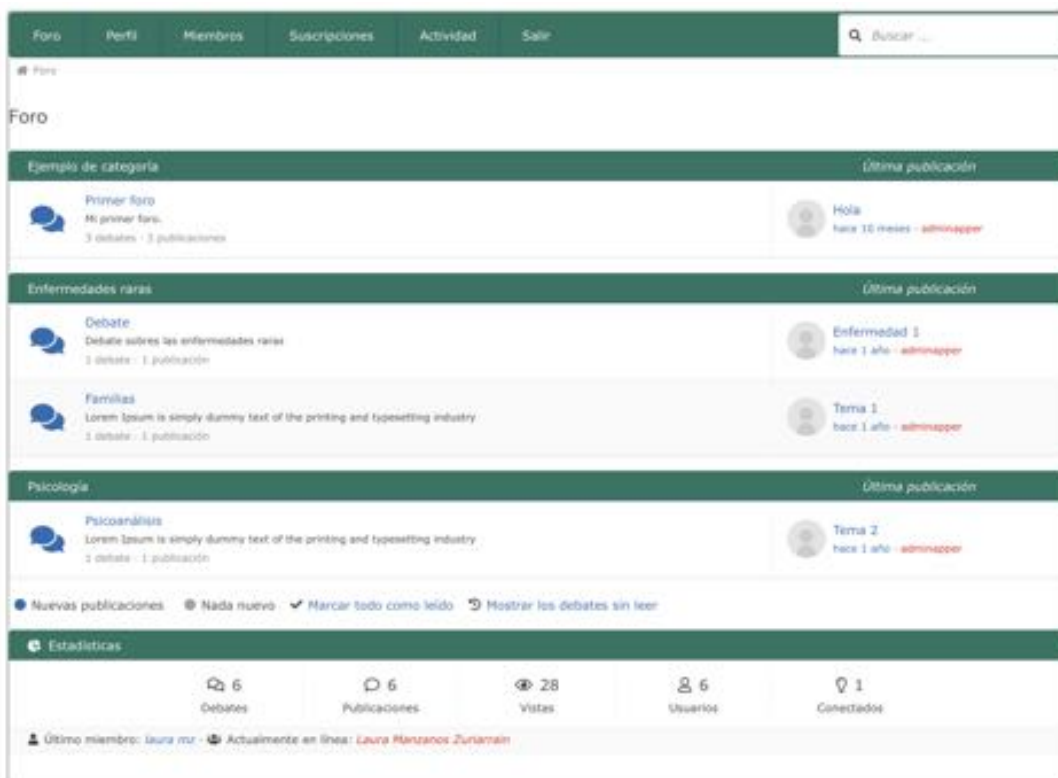 Foro Perfil Miembros Suscripciones Actividad Salir Buscar ...
Foro
Foro
Ejemplo de categoría Última publicación
Primer foro
Mi primer foro.
3 debates · 3 publicaciones
Hola
hace 10 meses · adminapper
Enfermedades raras Última publicación
Debate
Debate sobres las enfermedades raras
1 debate · 1 publicación
Enfermedad 1
hace 1 año · adminapper
Familias
Lorem Ipsum is simply dummy text of the printing and typesetting industry
1 debate · 1 publicación
Tema 1
hace 1 año · adminapper
Psicología Última publicación
Psicoanálisis
Lorem Ipsum is simply dummy text of the printing and typesetting industry
1 debate · 1 publicación
Tema 2
hace 1 año · adminapper
Nuevas publicaciones Nada nuevo Marcar todo como leído Mostrar los debates sin leer
Estadísticas
6 6 28 6 1
Debates Publicaciones Vistas Usuarios Conectados
Último miembro: laura mz · Actualmente en línea: Laura Manzanos Zuriarrain